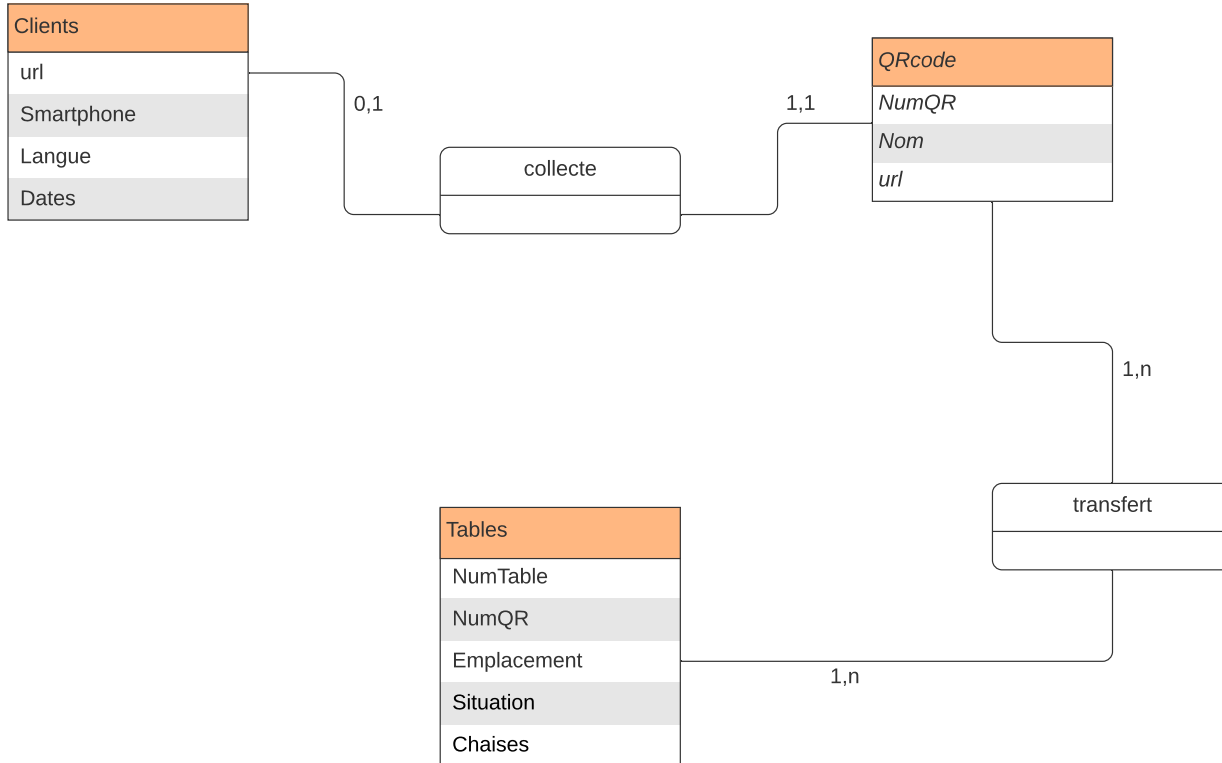 Clients
url
Smartphone
Langue
Dates
0,1
collecte
1,1
QRcode
NumQR
Nom
url
1,n
transfert
Tables
NumTable
NumQR
Emplacement
Situation
Chaises
1,n